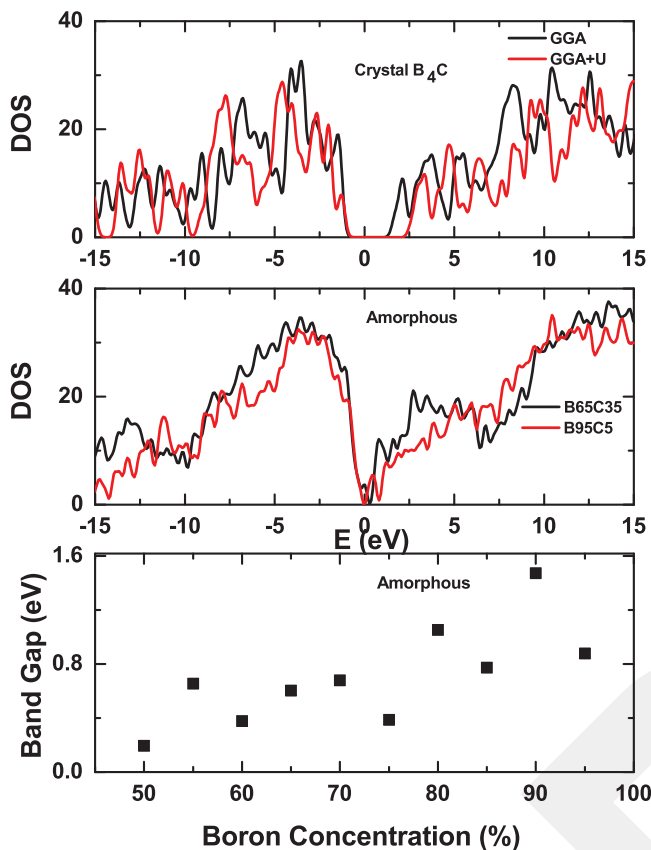 40
20
0
DOS
GGA
GGA+U
Crystal B4C
-15 -10 -5 0 5 10 15
40
20
0
DOS
Amorphous
B65C35
B95C5
-15 -10 -5 0 5 10 15
E (eV)
1.6
0.8
0.0
Band Gap (eV)
Amorphous
50 60 70 80 90 100
Boron Concentration (%)